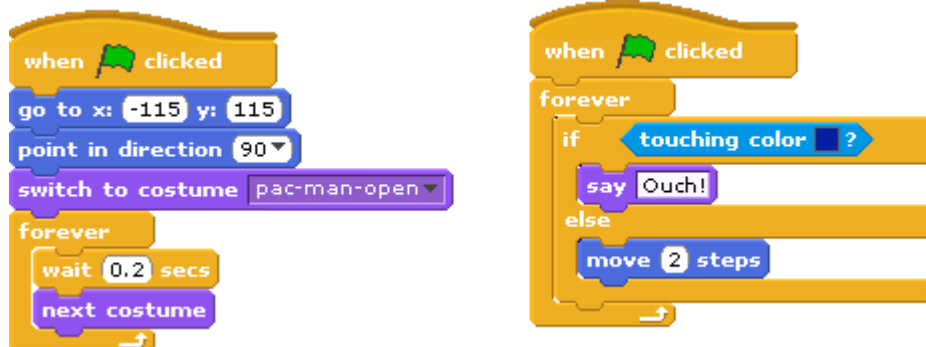 when clicked
go to x: -115 y: 115
point in direction 90
switch to costume pac-man-open
forever
wait 0.2 secs
next costume
when clicked
forever
if touching color ?
say Ouch!
else
move 2 steps